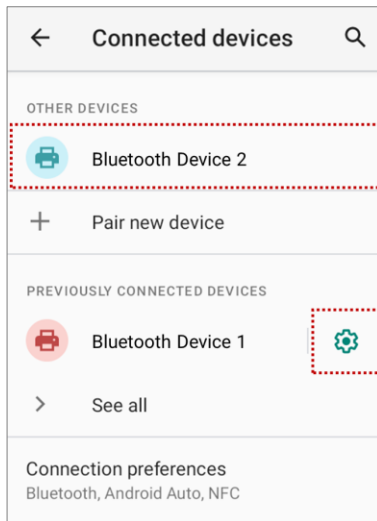 Connected devices
OTHER DEVICES
Bluetooth Device 2
Pair new device
PREVIOUSLY CONNECTED DEVICES
Bluetooth Device 1
See all
Connection preferences
Bluetooth, Android Auto, NFC